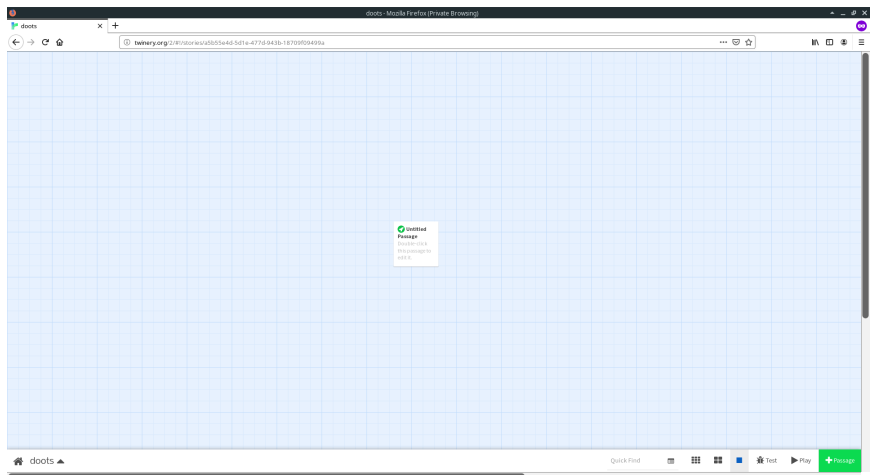 doots - Mozilla Firefox (Private Browsing)
doots
twinery.org/2/#!/stories/a5b55e4d-5d1e-477d-943b-18709f09499a
Untitled
Passage
Double-click
this passage to
edit it.
doots
Quick Find
Test
Play
Passage